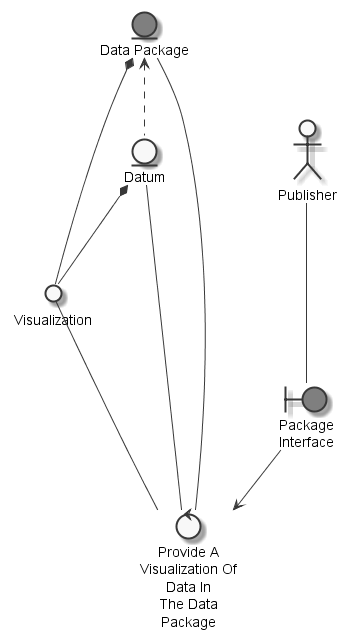 Data Package
Datum
Publisher
Visualization
Package
Interface
Provide A
Visualization Of
Data In
The Data
Package